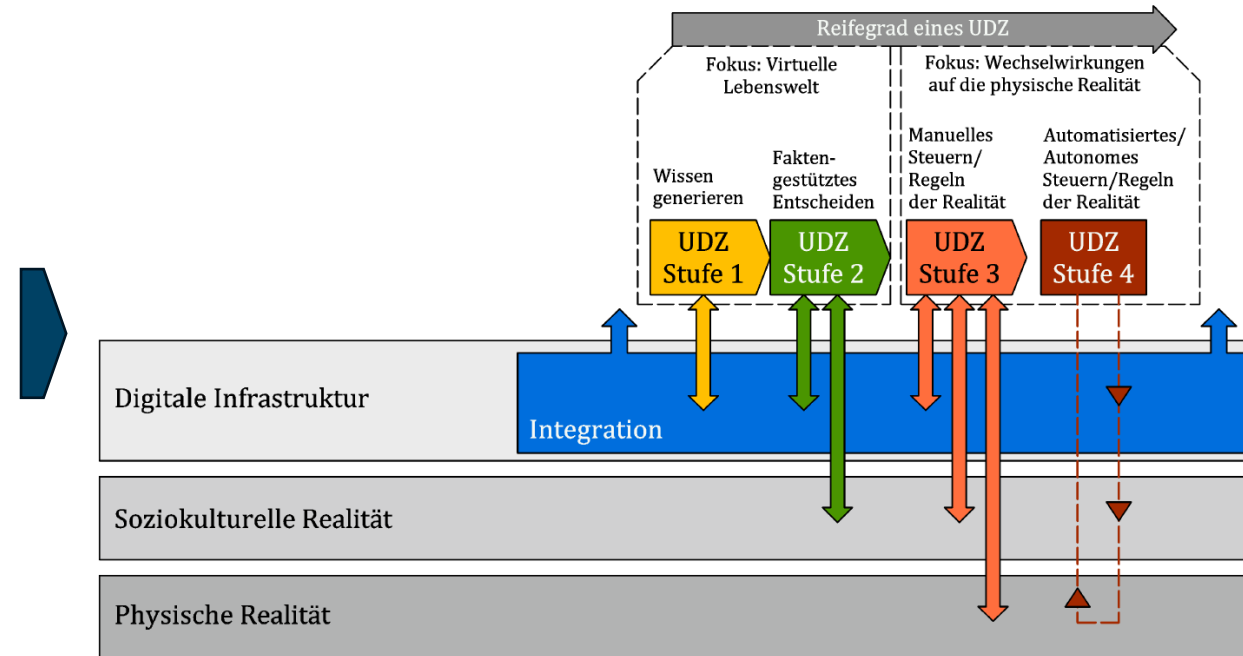 Reifegrad eines UDZ
Fokus: Virtuelle
Lebenswelt
Fokus: Wechselwirkungen
auf die physische Realität
Wissen
generieren
Fakten-
gestütztes
Entscheiden
Manuelles
Steuern/
Regeln
der Realität
Automatisiertes/
Autonomes
Steuern/Regeln
der Realität
UDZ
Stufe 1
UDZ
Stufe 2
UDZ
Stufe 3
UDZ
Stufe 4
Digitale Infrastruktur
Integration
Soziokulturelle Realität
Physische Realität